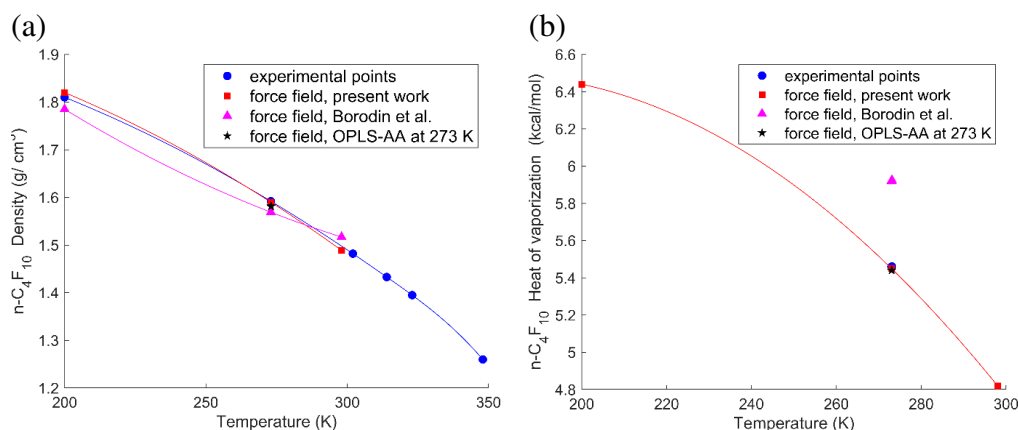 (a)
1.9
1.8
1.7
1.6
1.5
1.4
1.3
1.2
n-C₄F₁₀ Density (g/ cm³)
experimental points
force field, present work
force field, Borodin et al.
force field, OPLS-AA at 273 K
200
250
300
350
Temperature (K)
(b)
6.6
6.4
6.2
6
5.8
5.6
5.4
5.2
5
4.8
n-C₄F₁₀ Heat of vaporization (kcal/mol)
experimental points
force field, present work
force field, Borodin et al.
force field, OPLS-AA at 273 K
200
220
240
260
280
300
Temperature (K)